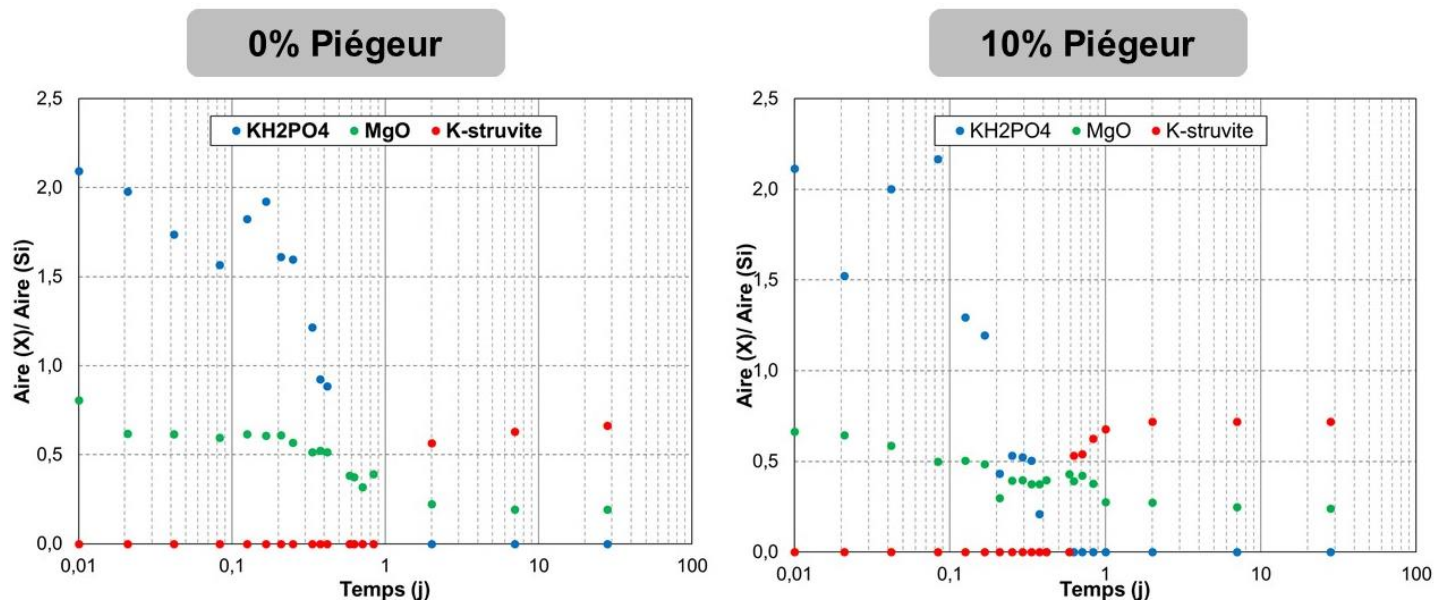 0% Piégeur
10% Piégeur
Aire (X)/ Aire (Si)
2,5
2,0
1,5
1,0
0,5
0,0
KH2PO4 MgO K-struvite
0,01 0,1 1 10 100
Temps (j)
Aire (X)/ Aire (Si)
2,5
2,0
1,5
1,0
0,5
0,0
KH2PO4 MgO K-struvite
0,01 0,1 1 10 100
Temps (j)